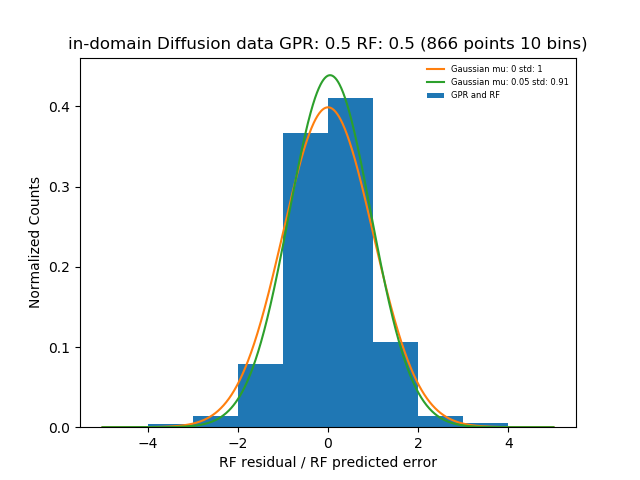 in-domain Diffusion data GPR: 0.5 RF: 0.5 (866 points 10 bins)
Gaussian mu: 0 std: 1
Gaussian mu: 0.05 std: 0.91
GPR and RF
Normalized Counts
0.4
0.3
0.2
0.1
0.0
−4
−2
0
2
4
RF residual / RF predicted error